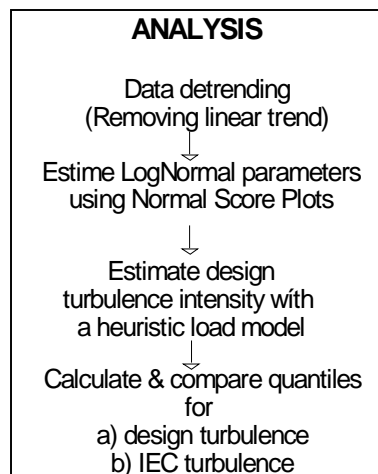 ANALYSIS
Data detrending
(Removing linear trend)
Estime LogNormal parameters
using Normal Score Plots
Estimate design
turbulence intensity wíth
a heuristic load model
Calculate & compare quantiles
for
a) design turbulence
b) IEC turbulence